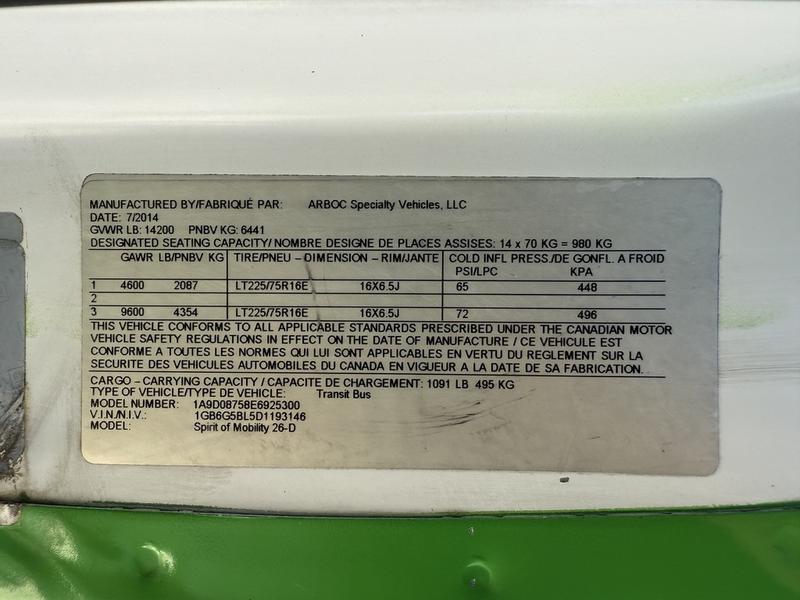 MANUFACTURED BY/FABRIQUÉ PAR: ARBOC Specialty Vehicles, LLC
DATE: 7/2014
GVWR LB: 14200 PNBV KG: 6441
DESIGNATED SEATING CAPACITY/ NOMBRE DESIGNE DE PLACES ASSISES: 14 x 70 KG = 980 KG
GAWR LB/PNBV KG TIRE/PNEU – DIMENSION – RIM/JANTE COLD INFL PRESS./DE GONFL. A FROID
PSI/LPC KPA
1 4600 2087 LT225/75R16E 16X6.5J 65 448
2
3 9600 4354 LT225/75R16E 16X6.5J 72 496
THIS VEHICLE CONFORMS TO ALL APPLICABLE STANDARDS PRESCRIBED UNDER THE CANADIAN MOTOR
VEHICLE SAFETY REGULATIONS IN EFFECT ON THE DATE OF MANUFACTURE / CE VEHICULE EST
CONFORME A TOUTES LES NORMES QUI LUI SONT APPLICABLES EN VERTU DU REGLEMENT SUR LA
SECURITE DES VEHICULES AUTOMOBILES DU CANADA EN VIGUEUR A LA DATE DE SA FABRICATION.
CARGO – CARRYING CAPACITY / CAPACITE DE CHARGEMENT: 1091 LB 495 KG
TYPE OF VEHICLE/TYPE DE VEHICLE: Transit Bus
MODEL NUMBER: 1A9D08758E6925300
V.I.N./N.I.V.: 1GB6G5BL5D1193146
MODEL: Spirit of Mobility 26-D